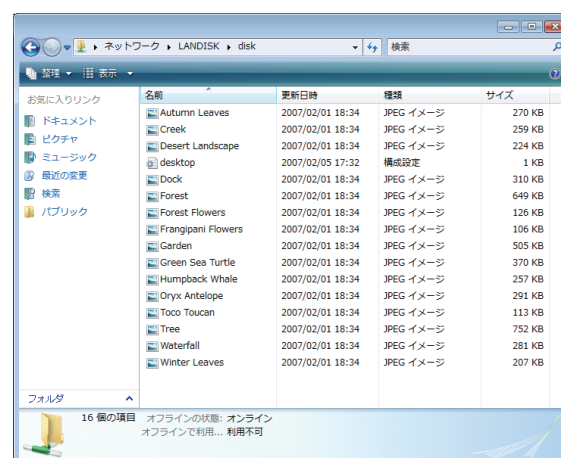 ネットワーク ▸ LANDISK ▸ disk 検索
整理 表示
お気に入りリンク
ドキュメント
ピクチャ
ミュージック
最近の変更
検索
パブリック
フォルダ
名前 更新日時 種類 サイズ
Autumn Leaves 2007/02/01 18:34 JPEG イメージ 270 KB
Creek 2007/02/01 18:34 JPEG イメージ 259 KB
Desert Landscape 2007/02/01 18:34 JPEG イメージ 224 KB
desktop 2007/02/05 17:32 構成設定 1 KB
Dock 2007/02/01 18:34 JPEG イメージ 310 KB
Forest 2007/02/01 18:34 JPEG イメージ 649 KB
Forest Flowers 2007/02/01 18:34 JPEG イメージ 126 KB
Frangipani Flowers 2007/02/01 18:34 JPEG イメージ 106 KB
Garden 2007/02/01 18:34 JPEG イメージ 505 KB
Green Sea Turtle 2007/02/01 18:34 JPEG イメージ 370 KB
Humpback Whale 2007/02/01 18:34 JPEG イメージ 257 KB
Oryx Antelope 2007/02/01 18:34 JPEG イメージ 291 KB
Toco Toucan 2007/02/01 18:34 JPEG イメージ 113 KB
Tree 2007/02/01 18:34 JPEG イメージ 752 KB
Waterfall 2007/02/01 18:34 JPEG イメージ 281 KB
Winter Leaves 2007/02/01 18:34 JPEG イメージ 207 KB
16 個の項目 オフラインの状態: オンライン
オフラインで利用... 利用不可